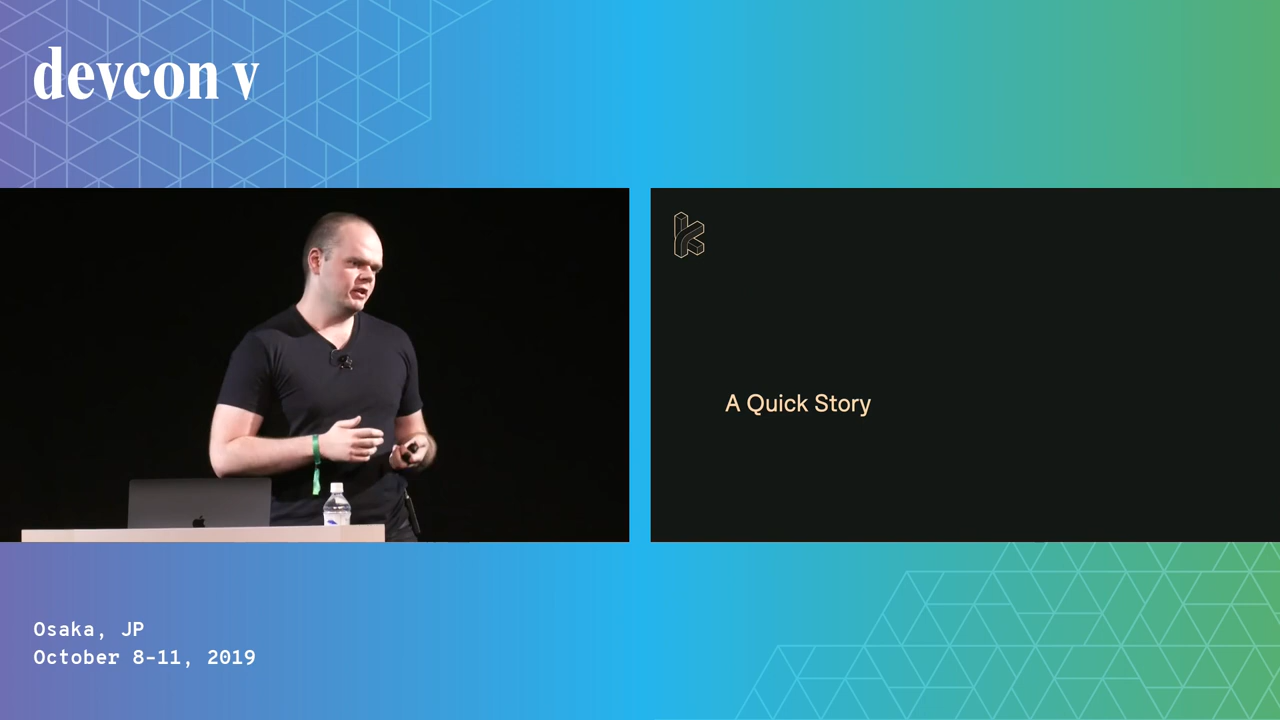 devcon v
A Quick Story
Osaka, JP
October 8-11, 2019